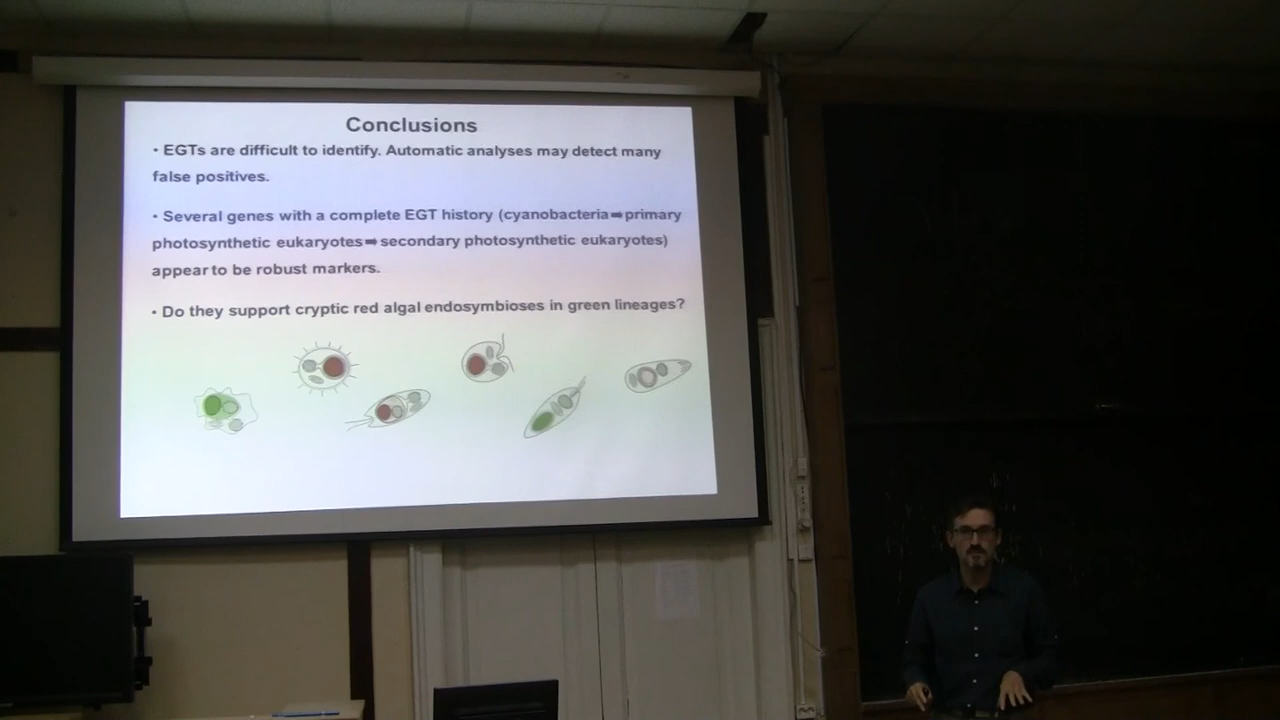 Conclusions
• EGTs are difficult to identify. Automatic analyses may detect many
false positives.
• Several genes with a complete EGT history (cyanobacteria➡primary
photosynthetic eukaryotes➡secondary photosynthetic eukaryotes)
appear to be robust markers.
• Do they support cryptic red algal endosymbioses in green lineages?